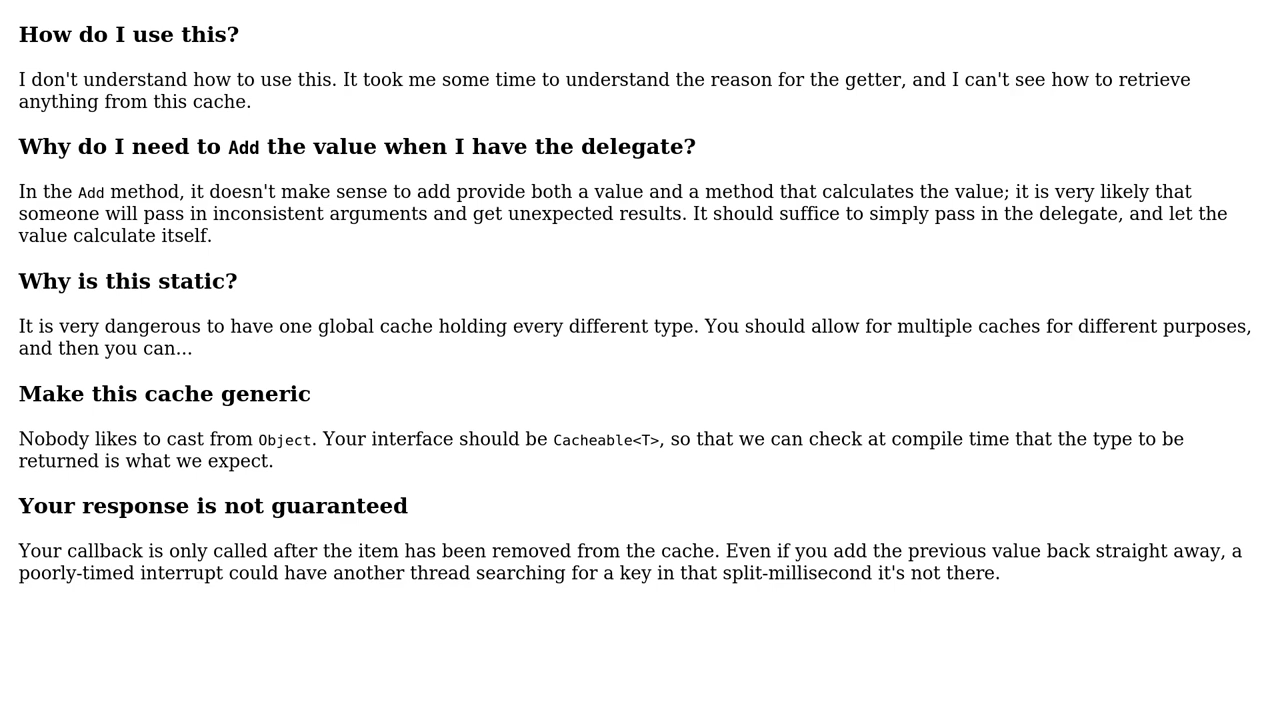 How do I use this?
I don't understand how to use this. It took me some time to understand the reason for the getter, and I can't see how to retrieve
anything from this cache.
Why do I need to Add the value when I have the delegate?
In the Add method, it doesn't make sense to add provide both a value and a method that calculates the value; it is very likely that
someone will pass in inconsistent arguments and get unexpected results. It should suffice to simply pass in the delegate, and let the
value calculate itself.
Why is this static?
It is very dangerous to have one global cache holding every different type. You should allow for multiple caches for different purposes,
and then you can...
Make this cache generic
Nobody likes to cast from Object. Your interface should be Cacheable<T>, so that we can check at compile time that the type to be
returned is what we expect.
Your response is not guaranteed
Your callback is only called after the item has been removed from the cache. Even if you add the previous value back straight away, a
poorly-timed interrupt could have another thread searching for a key in that split-millisecond it's not there.